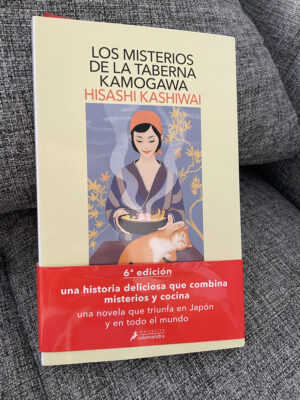 LOS MISTERIOS
DE LA TABERNA
KAMOGAWA
HISASHI KASHIWAI
6ª edición
una historia deliciosa que combina
misterios y cocina
una novela que triunfa en Japón
y en todo el mundo
narrativa
salamandra